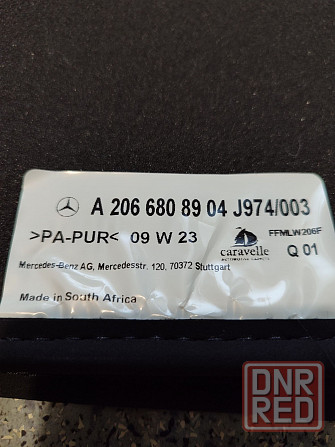 A 206 680 89 04 J974/003
>PA-PUR< 09 W 23
caravelle
FFMLW206F
Q 01
Mercedes-Benz AG, Mercedesstr. 120. 70372 Stuttgart
Made in South Africa
DNR
RED